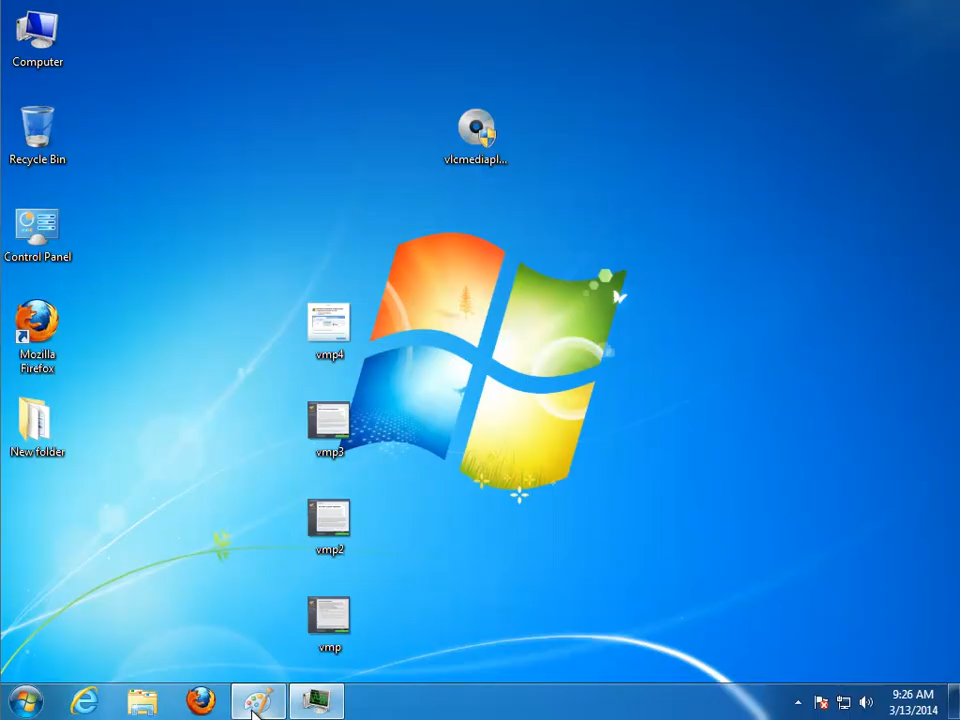 Computer
Recycle Bin
Control Panel
Mozilla
Firefox
New folder
vlcmediapl...
vmp4
vmp3
vmp2
vmp
9:26 AM
3/13/2014